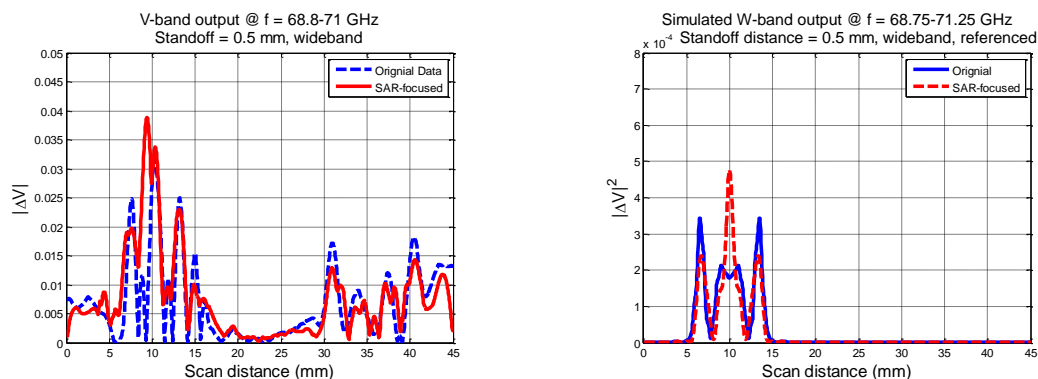 V-band output @ f = 68.8-71 GHz
Standoff = 0.5 mm, wideband
|ΔV|
0.05
0.045
0.04
0.035
0.03
0.025
0.02
0.015
0.01
0.005
0
Orignial Data
SAR-focused
0 5 10 15 20 25 30 35 40 45
Scan distance (mm)
Simulated W-band output @ f = 68.75-71.25 GHz
Standoff distance = 0.5 mm, wideband, referenced
x 10⁻⁴
|ΔV|²
8
7
6
5
4
3
2
1
0
Orignial
SAR-focused
0 5 10 15 20 25 30 35 40 45
Scan distance (mm)